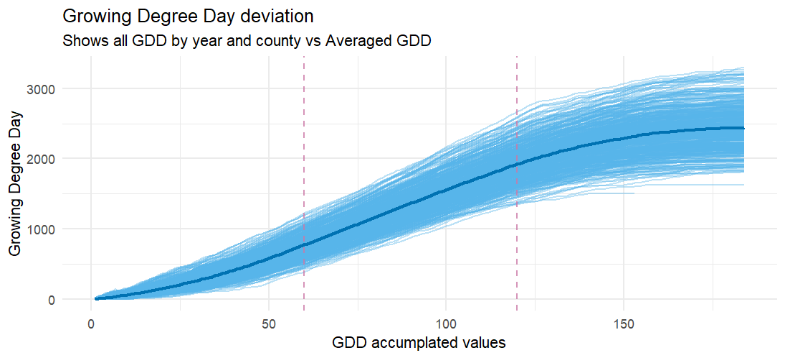 Growing Degree Day deviation
Shows all GDD by year and county vs Averaged GDD
Growing Degree Day
3000
2000
1000
0
0 50 100 150
GDD accumplated values